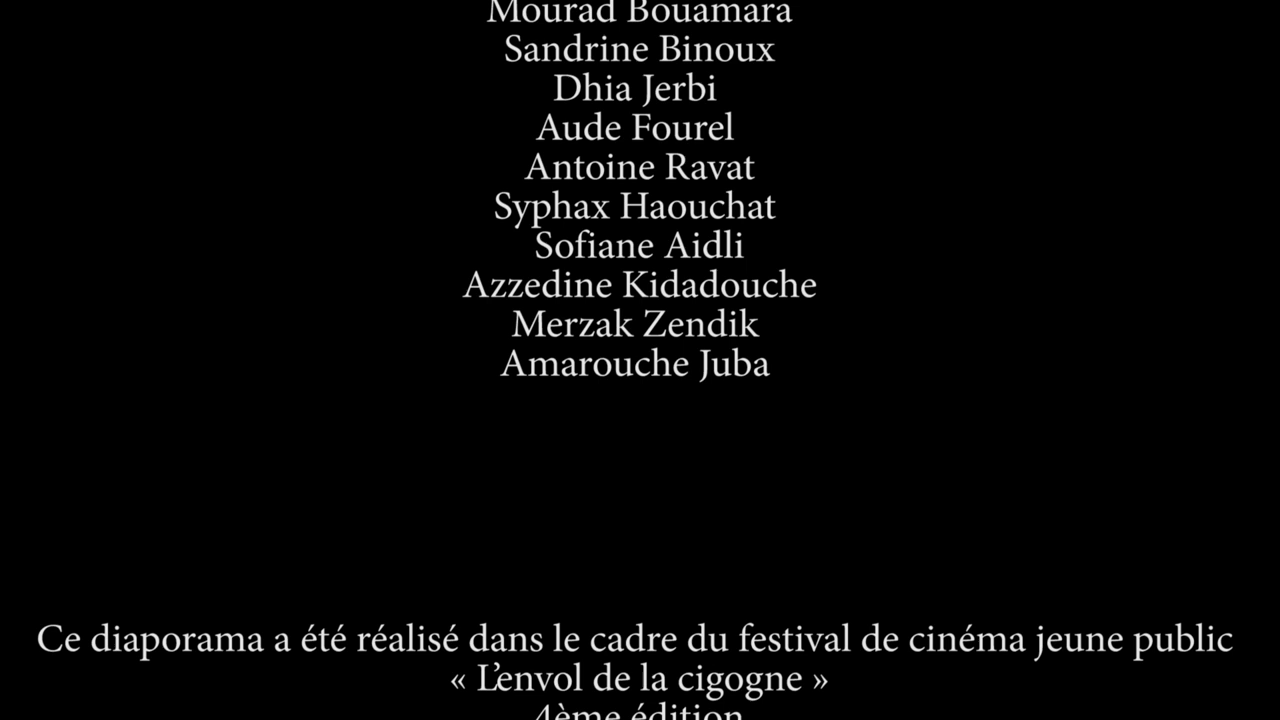 Mourad Bouamara
Sandrine Binoux
Dhia Jerbi
Aude Fourel
Antoine Ravat
Syphax Haouchat
Sofiane Aidli
Azzedine Kidadouche
Merzak Zendik
Amarouche Juba
Ce diaporama a été réalisé dans le cadre du festival de cinéma jeune public
« L’envol de la cigogne »
4ème édition